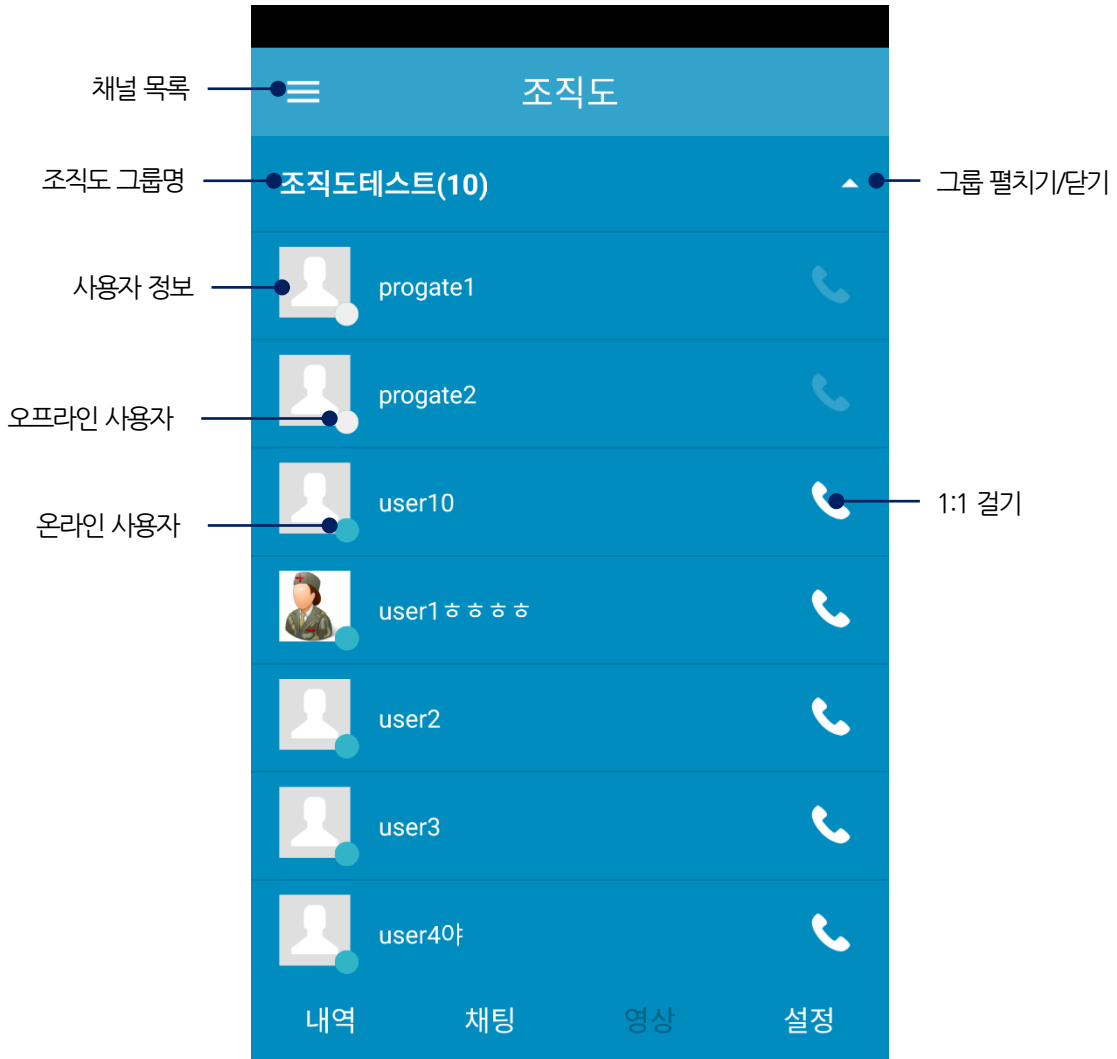 채널 목록
조직도
조직도 그룹명
조직도테스트(10)
그룹 펼치기/닫기
사용자 정보
progate1
progate2
오프라인 사용자
user10
1:1 걸기
온라인 사용자
user1ㅎㅎㅎㅎ
user2
user3
user4야
내역 채팅 영상 설정